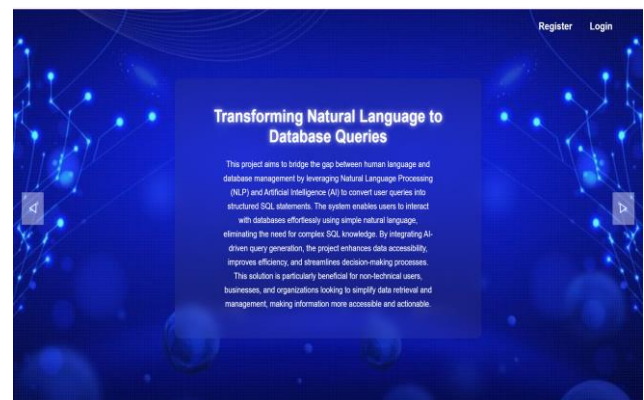 Register Login
Transforming Natural Language to
Database Queries
This project aims to bridge the gap between human language and
database management by leveraging Natural Language Processing
(NLP) and Artificial Intelligence (AI) to convert user queries into
structured SQL statements. The system enables users to interact
with databases effortlessly using simple natural language,
eliminating the need for complex SQL knowledge. By integrating AI-
driven query generation, the project enhances data accessibility,
improves efficiency, and streamlines decision-making processes.
This solution is particularly beneficial for non-technical users,
businesses, and organizations looking to simplify data retrieval and
management, making information more accessible and actionable.